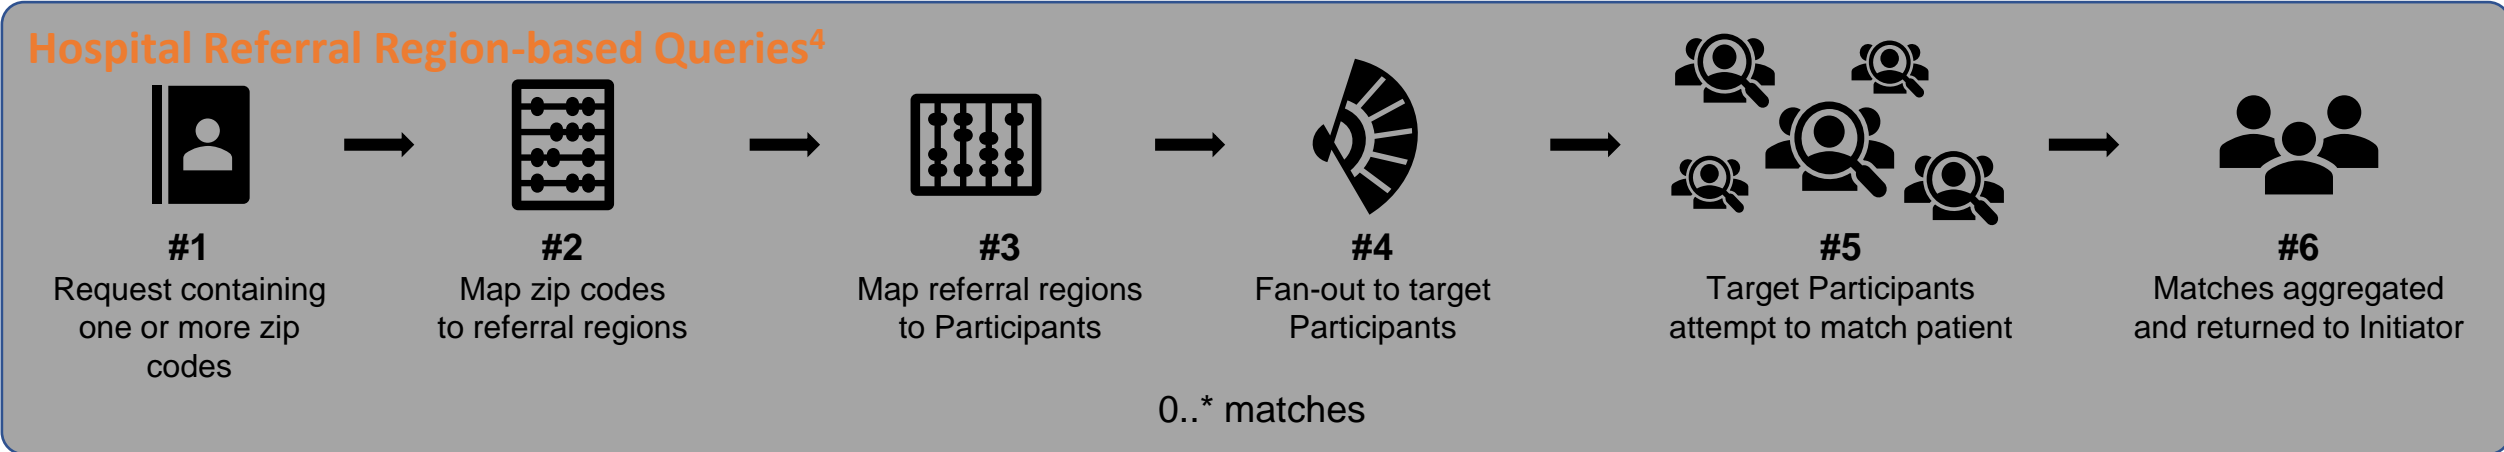 Hospital Referral Region-based Queries⁴
#1
Request containing
one or more zip
codes
#2
Map zip codes
to referral regions
#3
Map referral regions
to Participants
#4
Fan-out to target
Participants
#5
Target Participants
attempt to match patient
#6
Matches aggregated
and returned to Initiator
0..* matches